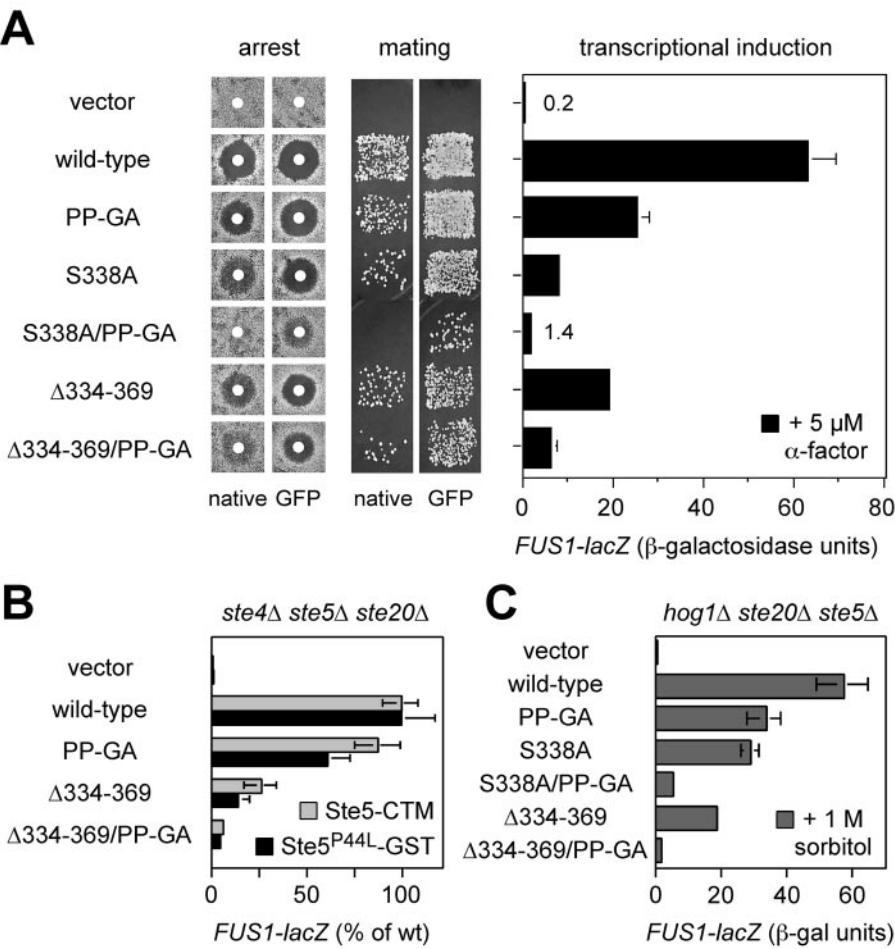 A
arrest mating transcriptional induction
vector
wild-type
PP-GA
S338A
S338A/PP-GA
Δ334-369
Δ334-369/PP-GA
0.2
1.4
+ 5 µM
α-factor
native GFP native GFP
0 20 40 60 80
FUS1-lacZ (β-galactosidase units)
B
ste4Δ ste5Δ ste20Δ
vector
wild-type
PP-GA
Δ334-369
Δ334-369/PP-GA
Ste5-CTM
Ste5P44L-GST
0 50 100
FUS1-lacZ (% of wt)
C
hog1Δ ste20Δ ste5Δ
vector
wild-type
PP-GA
S338A
S338A/PP-GA
Δ334-369
Δ334-369/PP-GA
+ 1 M
sorbitol
0 20 40 60
FUS1-lacZ (β-gal units)